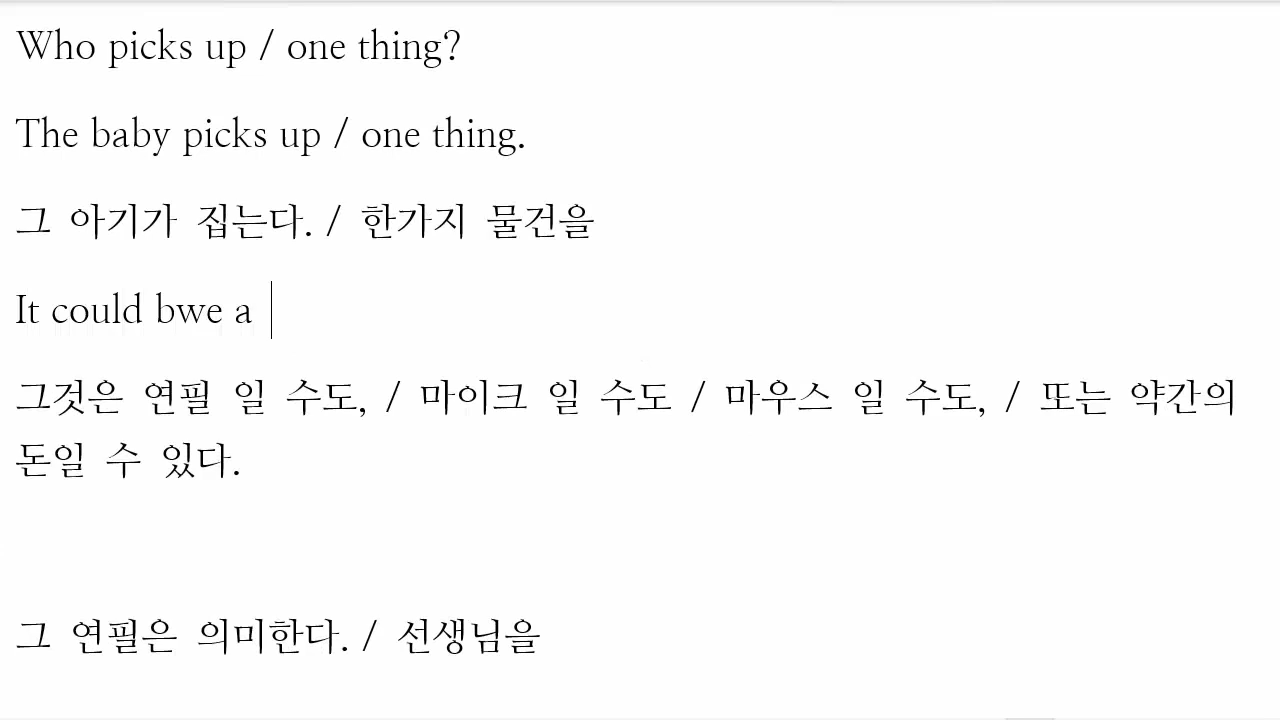 Who picks up / one thing?
The baby picks up / one thing.
그 아기가 집는다. / 한가지 물건을
It could bwe a
그것은 연필 일 수도, / 마이크 일 수도 / 마우스 일 수도, / 또는 약간의
돈일 수 있다.
그 연필은 의미한다. / 선생님을